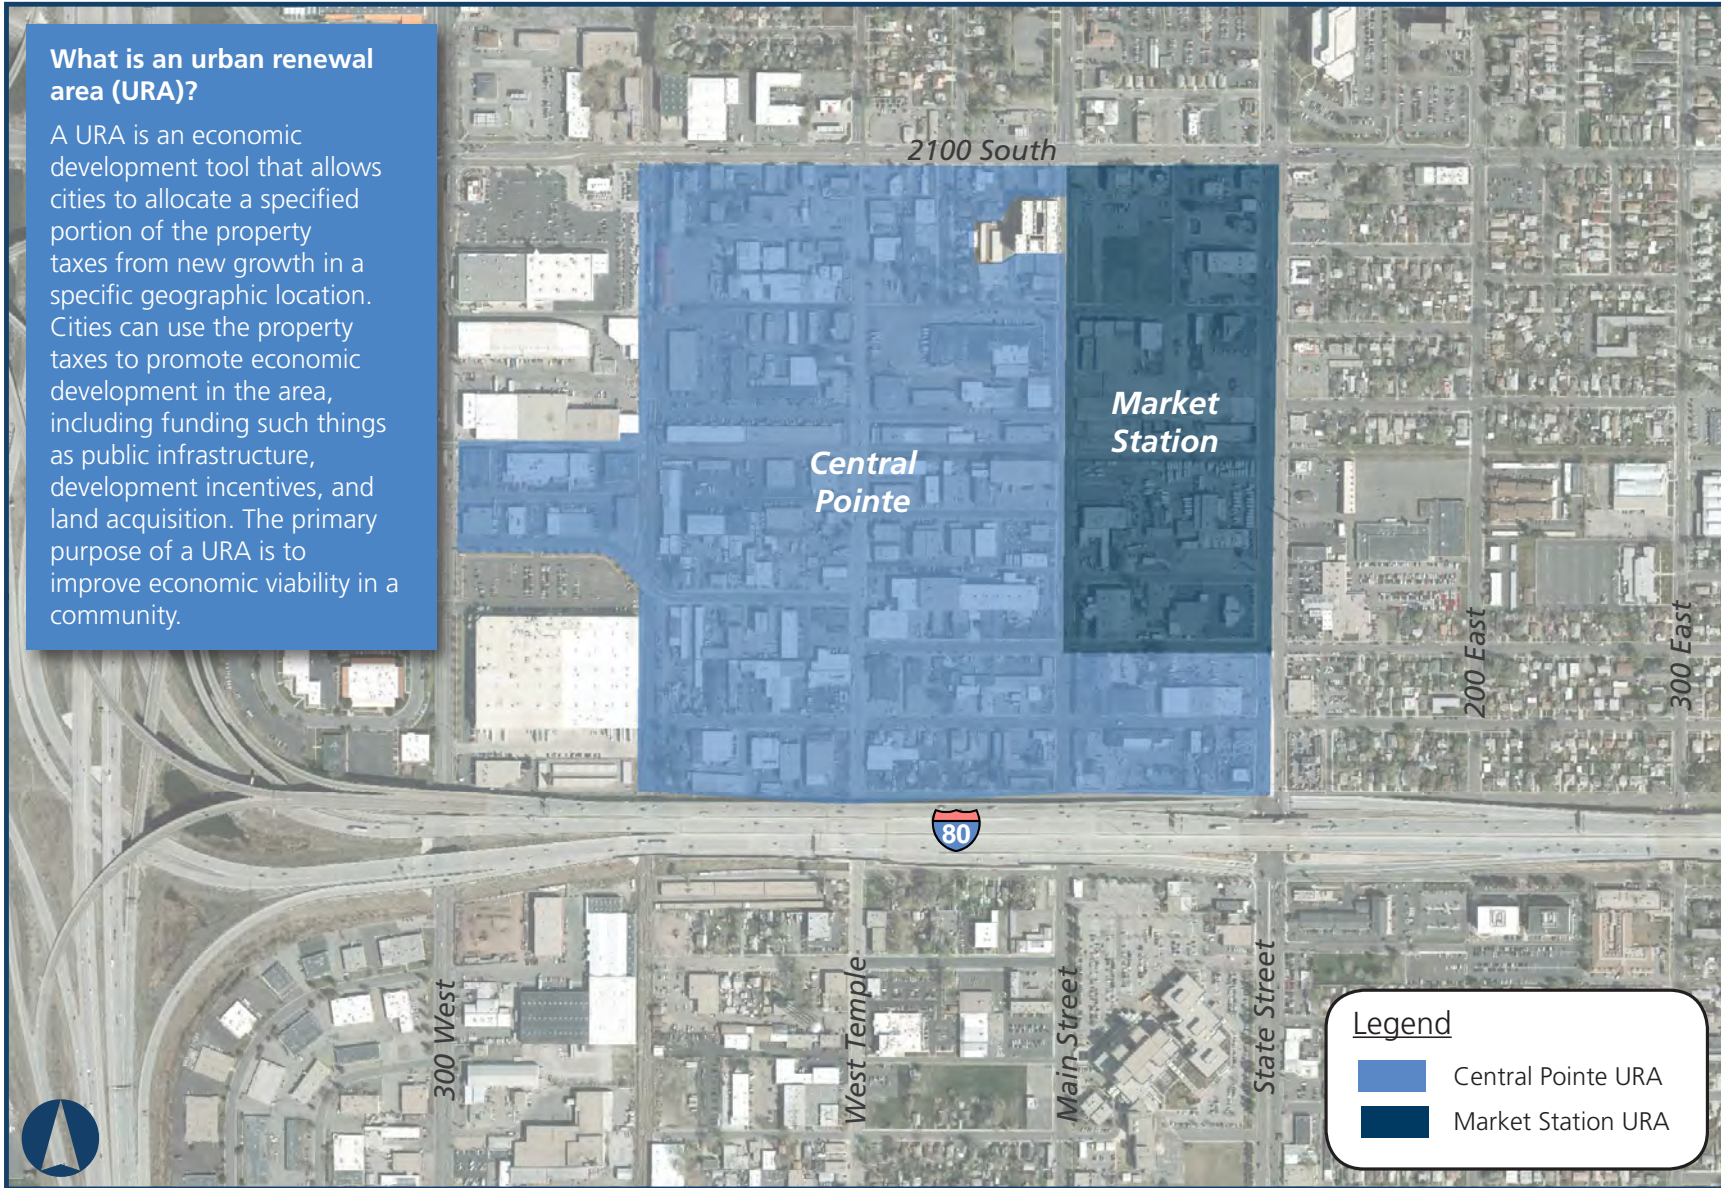 What is an urban renewal
area (URA)?
A URA is an economic
development tool that allows
cities to allocate a specified
portion of the property
taxes from new growth in a
specific geographic location.
Cities can use the property
taxes to promote economic
development in the area,
including funding such things
as public infrastructure,
development incentives, and
land acquisition. The primary
purpose of a URA is to
improve economic viability in a
community.
2100 South
Market
Station
Central
Pointe
200 East
300 East
80
300 West
West Temple
Main Street
State Street
Legend
Central Pointe URA
Market Station URA